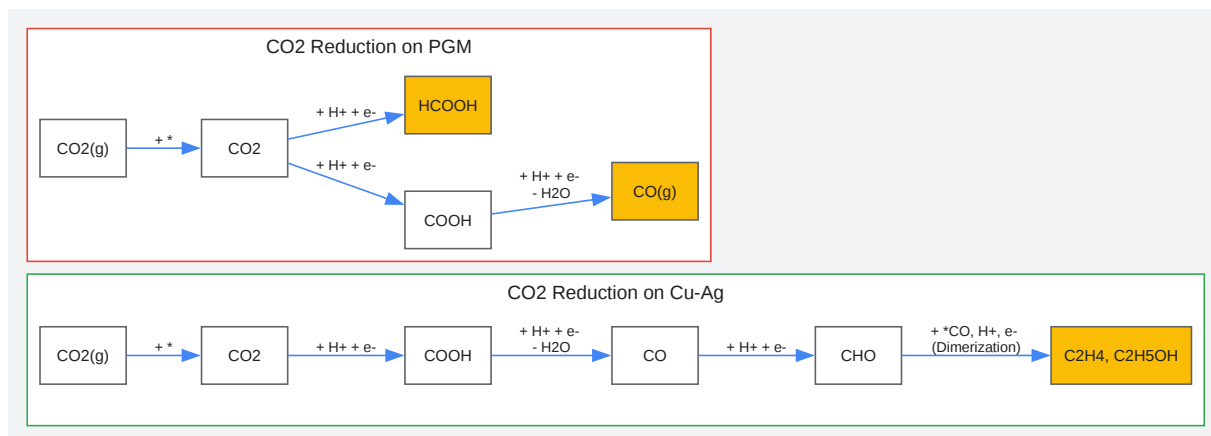 CO2 Reduction on PGM
HCOOH
+ H+ + e-
CO2(g)
+ *
CO2
+ H+ + e-
COOH
+ H+ + e-
- H2O
CO(g)
CO2 Reduction on Cu-Ag
CO2(g)
+ *
CO2
+ H+ + e-
COOH
+ H+ + e-
- H2O
CO
+ H+ + e-
CHO
+ *CO, H+, e-
(Dimerization)
C2H4, C2H5OH